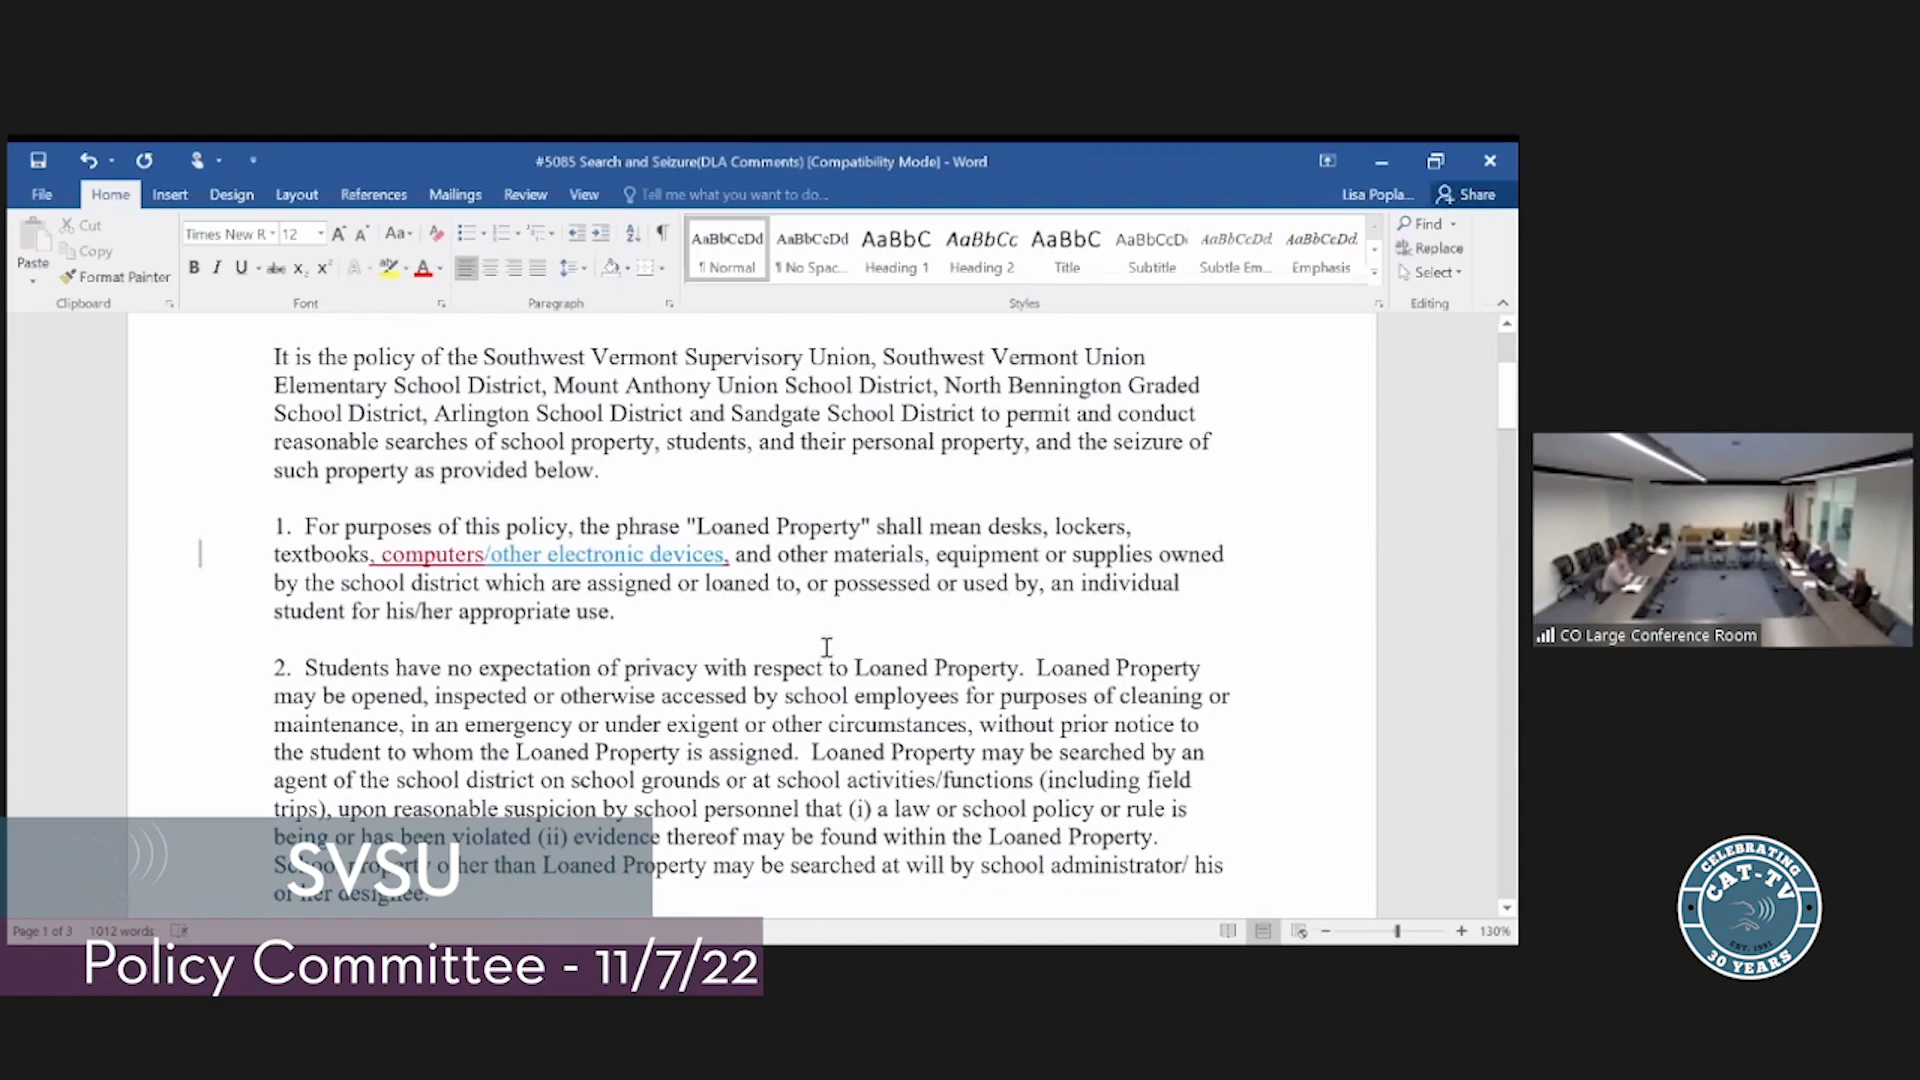 #5085 Search and Seizure(DLA Comments) [Compatibility Mode] - Word
File Home Insert Design Layout References Mailings Review View Tell me what you want to do... Lisa Popla... Share
Paste Cut Copy Format Painter Clipboard
Times New R 12 Font
Paragraph
AaBbCcDd AaBbCcDd AaBbC AaBbCc AaBbC AaBbCcD AaBbCcDd AaBbCcDd
¶ Normal ¶ No Spac... Heading 1 Heading 2 Title Subtitle Subtle Em... Emphasis
Styles
Find Replace Select Editing
It is the policy of the Southwest Vermont Supervisory Union, Southwest Vermont Union
Elementary School District, Mount Anthony Union School District, North Bennington Graded
School District, Arlington School District and Sandgate School District to permit and conduct
reasonable searches of school property, students, and their personal property, and the seizure of
such property as provided below.
1. For purposes of this policy, the phrase "Loaned Property" shall mean desks, lockers,
textbooks, computers/other electronic devices, and other materials, equipment or supplies owned
by the school district which are assigned or loaned to, or possessed or used by, an individual
student for his/her appropriate use.
2. Students have no expectation of privacy with respect to Loaned Property. Loaned Property
may be opened, inspected or otherwise accessed by school employees for purposes of cleaning or
maintenance, in an emergency or under exigent or other circumstances, without prior notice to
the student to whom the Loaned Property is assigned. Loaned Property may be searched by an
agent of the school district on school grounds or at school activities/functions (including field
trips), upon reasonable suspicion by school personnel that (i) a law or school policy or rule is
being or has been violated (ii) evidence thereof may be found within the Loaned Property.
School property other than Loaned Property may be searched at will by school administrator/ his
or her designee.
Page 1 of 3 1012 words 130%
SVSU
Policy Committee - 11/7/22
CO Large Conference Room
CELEBRATING
CAT-TV
EST. 1991
30 YEARS